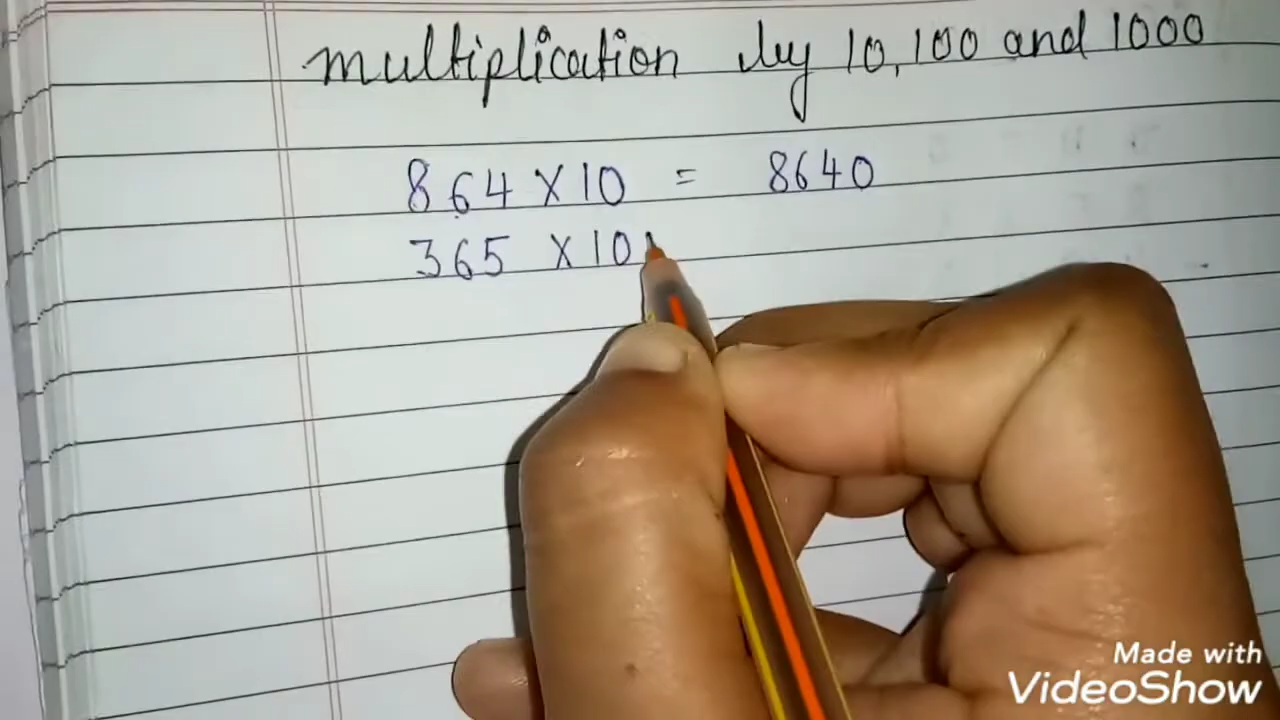 multiplication by 10, 100 and 1000
864 X 10 = 8640
365 X 10
Made with
VideoShow